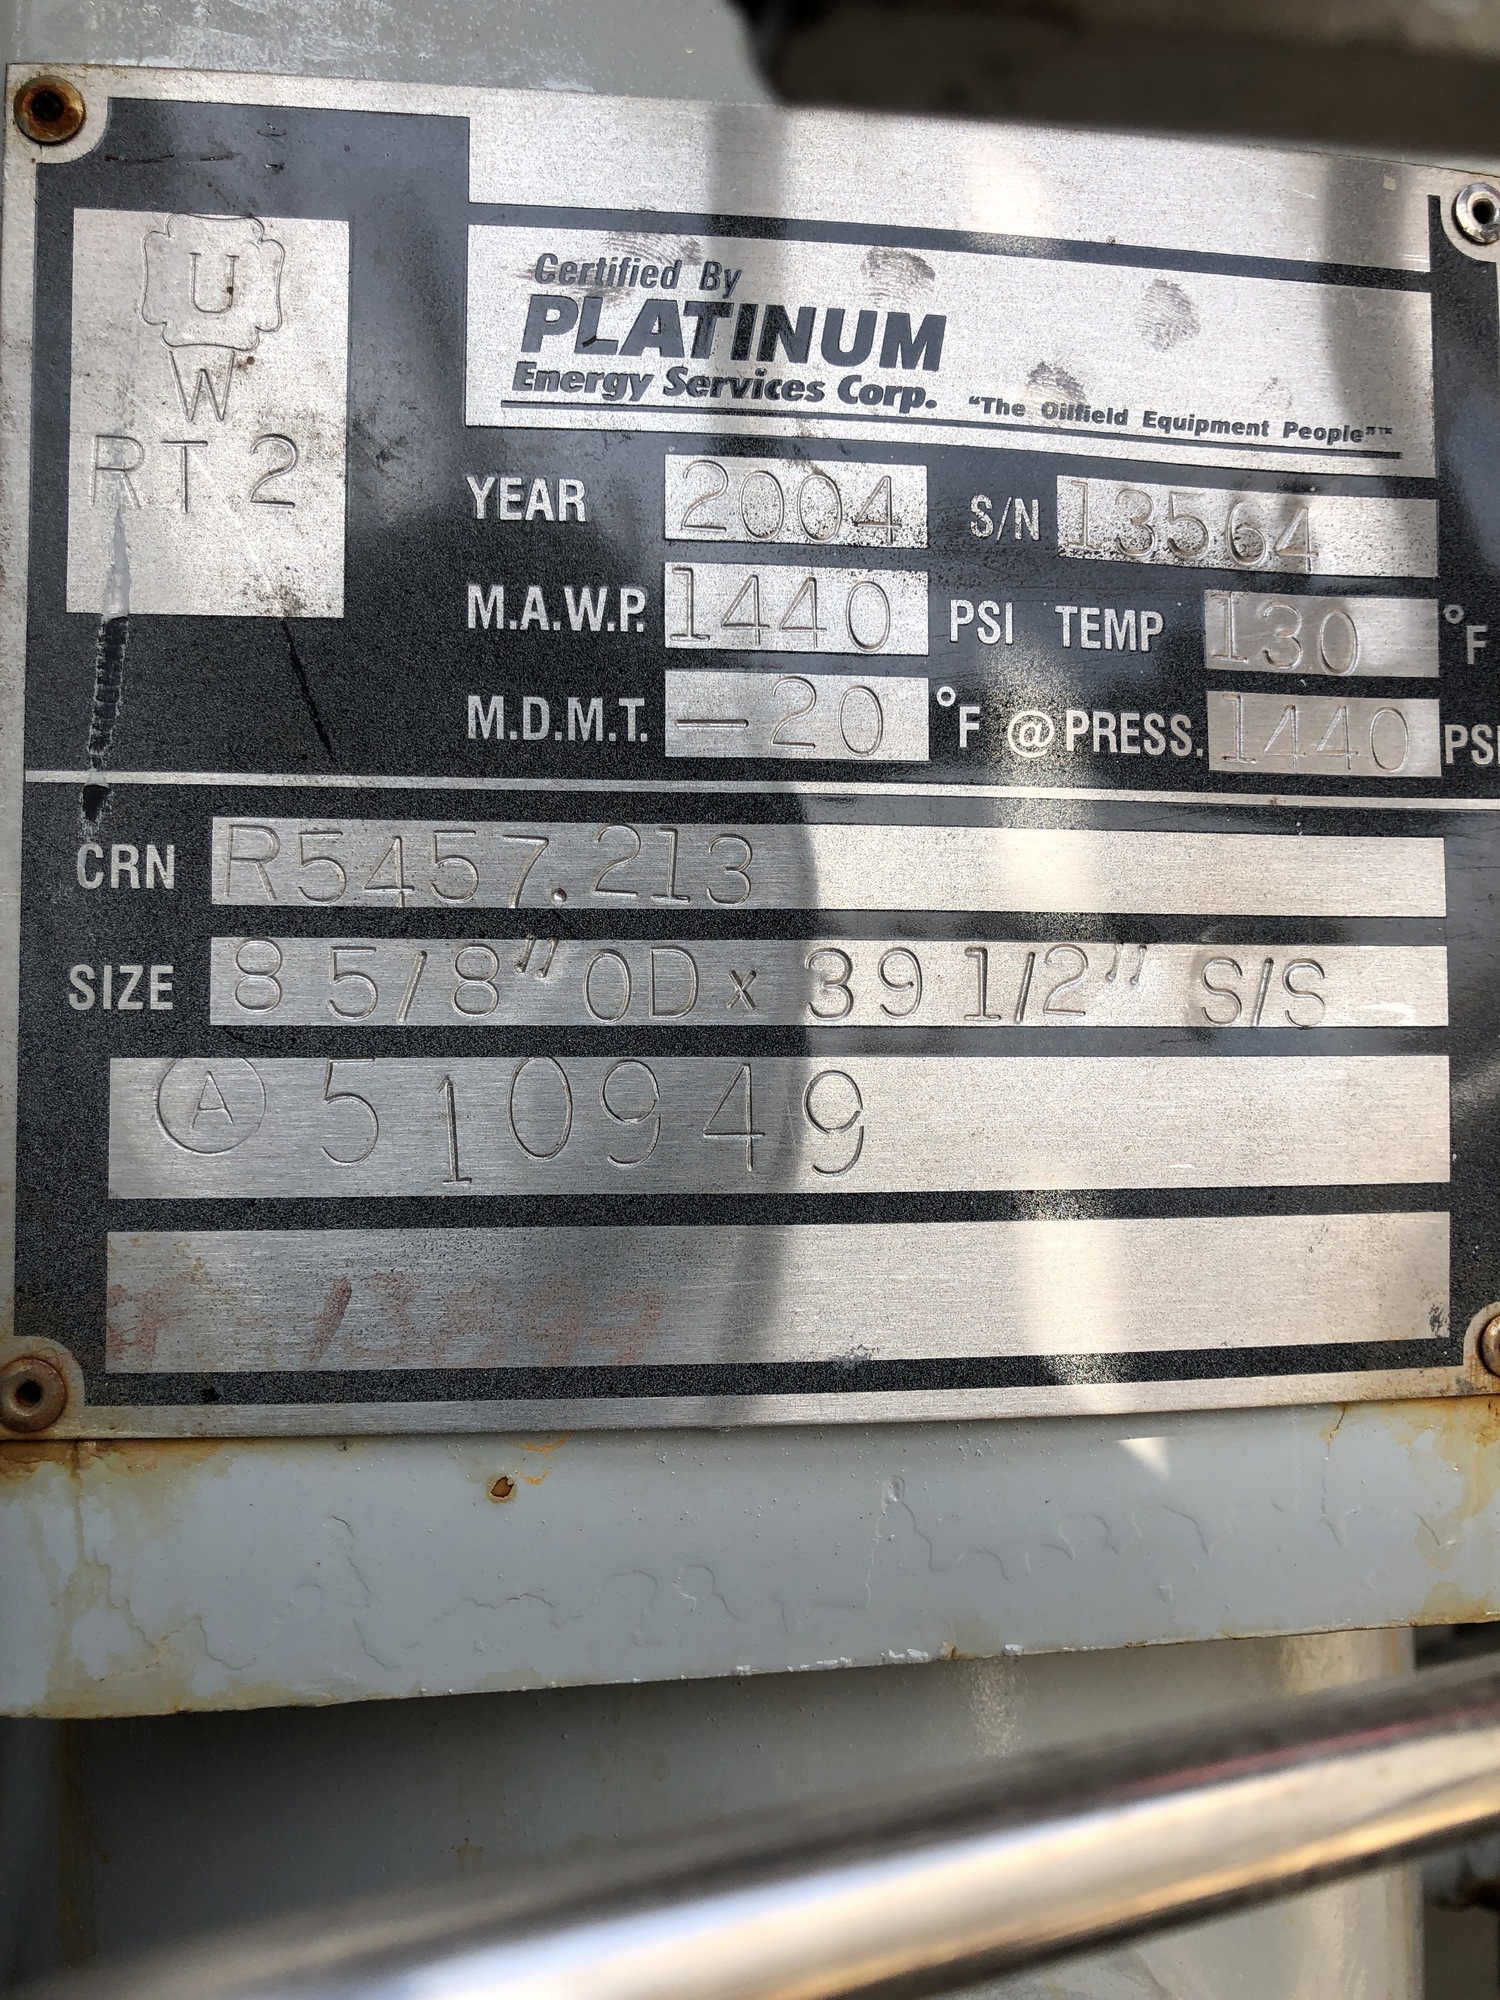 U
W
RT 2
Certified By
PLATINUM
Energy Services Corp. "The Oilfield Equipment People"™
YEAR 2004 S/N 13564
M.A.W.P. 1440 PSI TEMP 130 °F
M.D.M.T. -20 °F @ PRESS. 1440 PSI
CRN R5457.213
SIZE 8 5/8" OD x 39 1/2" S/S
A 510949